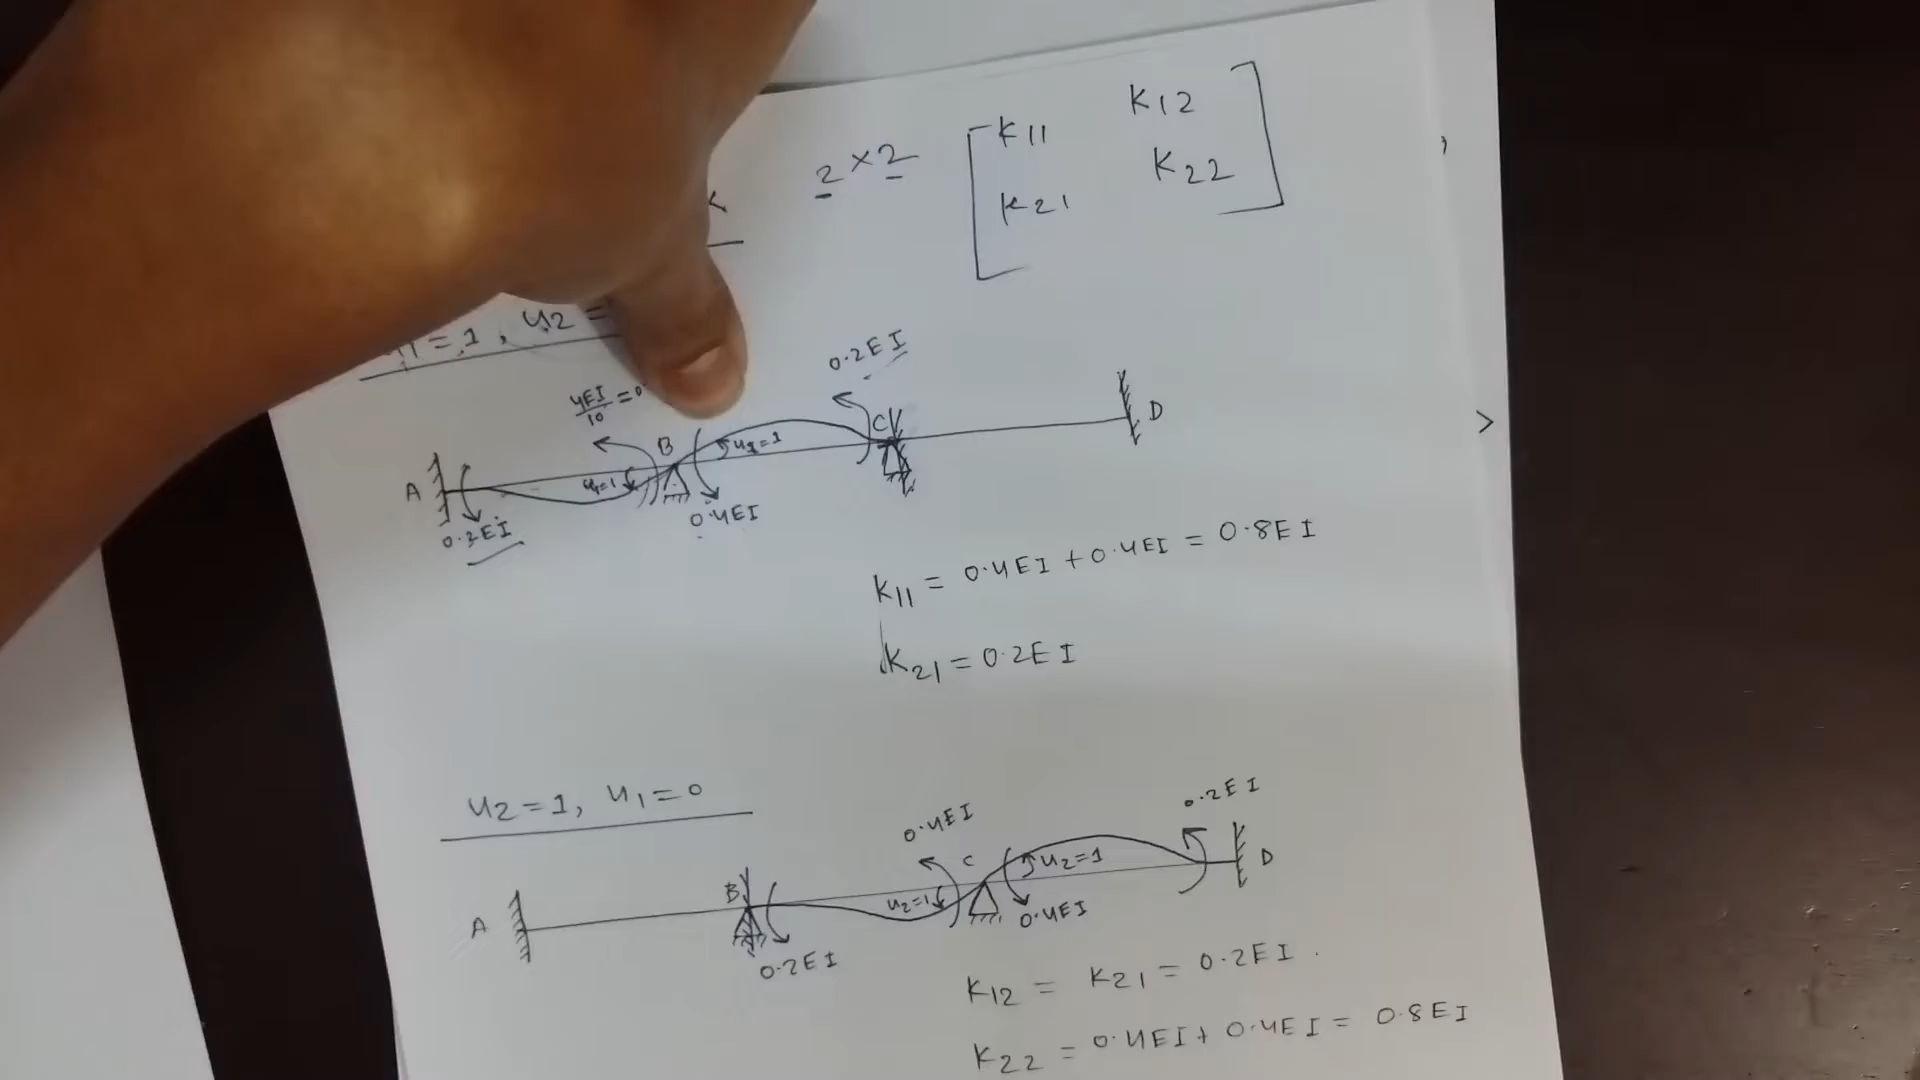 2×2 [K11 K12
K21 K22]
=1, u2=
4EI/10=0
0.2EI
A B u1=1 u1=1 C D
0.2EI 0.4EI
K11 = 0.4EI+0.4EI = 0.8EI
K21 = 0.2EI
u2=1, u1=0
0.4EI 0.2EI
A B u2=1 C u2=1 D
0.2EI 0.4EI
K12 = K21 = 0.2EI.
K22 = 0.4EI+0.4EI = 0.8EI